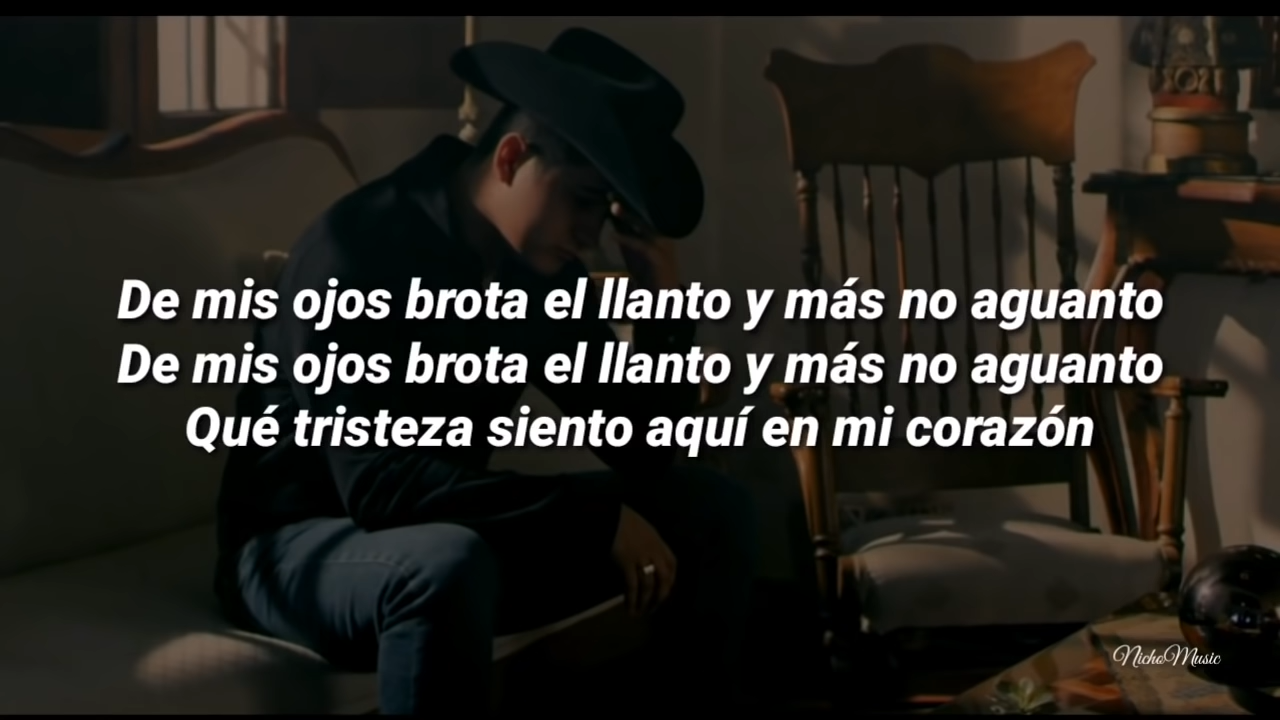 De mis ojos brota el llanto y más no aguanto
De mis ojos brota el llanto y más no aguanto
Qué tristeza siento aquí en mi corazón
NichoMusic